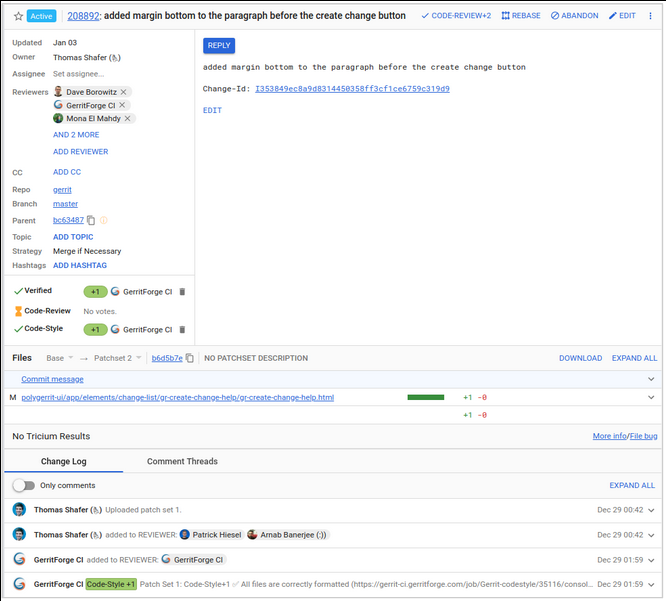 Active 208892: added margin bottom to the paragraph before the create change button CODE-REVIEW+2 REBASE ABANDON EDIT
Updated Jan 03
Owner Thomas Shafer
Assignee Set assignee...
Reviewers Dave Borowitz
GerritForge CI
Mona El Mahdy
AND 2 MORE
ADD REVIEWER
CC ADD CC
Repo gerrit
Branch master
Parent bc63487
Topic ADD TOPIC
Strategy Merge if Necessary
Hashtags ADD HASHTAG
Verified +1 GerritForge CI
Code-Review No votes.
Code-Style +1 GerritForge CI
REPLY
added margin bottom to the paragraph before the create change button
Change-Id: I353849ec8a9d8314450358ff3cf1ce6759c319d9
EDIT
Files Base → Patchset 2 b6d5b7e NO PATCHSET DESCRIPTION DOWNLOAD EXPAND ALL
Commit message
M polygerrit-ui/app/elements/change-list/gr-create-change-help/gr-create-change-help.html +1 -0
+1 -0
No Tricium Results More info/File bug
Change Log Comment Threads
Only comments EXPAND ALL
Thomas Shafer Uploaded patch set 1. Dec 29 00:42
Thomas Shafer added to REVIEWER: Patrick Hiesel Arnab Banerjee (:)) Dec 29 00:42
GerritForge CI added to REVIEWER: GerritForge CI Dec 29 01:59
GerritForge CI Code-Style +1 Patch Set 1: Code-Style+1 ✅ All files are correctly formatted (https://gerrit-ci.gerritforge.com/job/Gerrit-codestyle/35116/consol... Dec 29 01:59